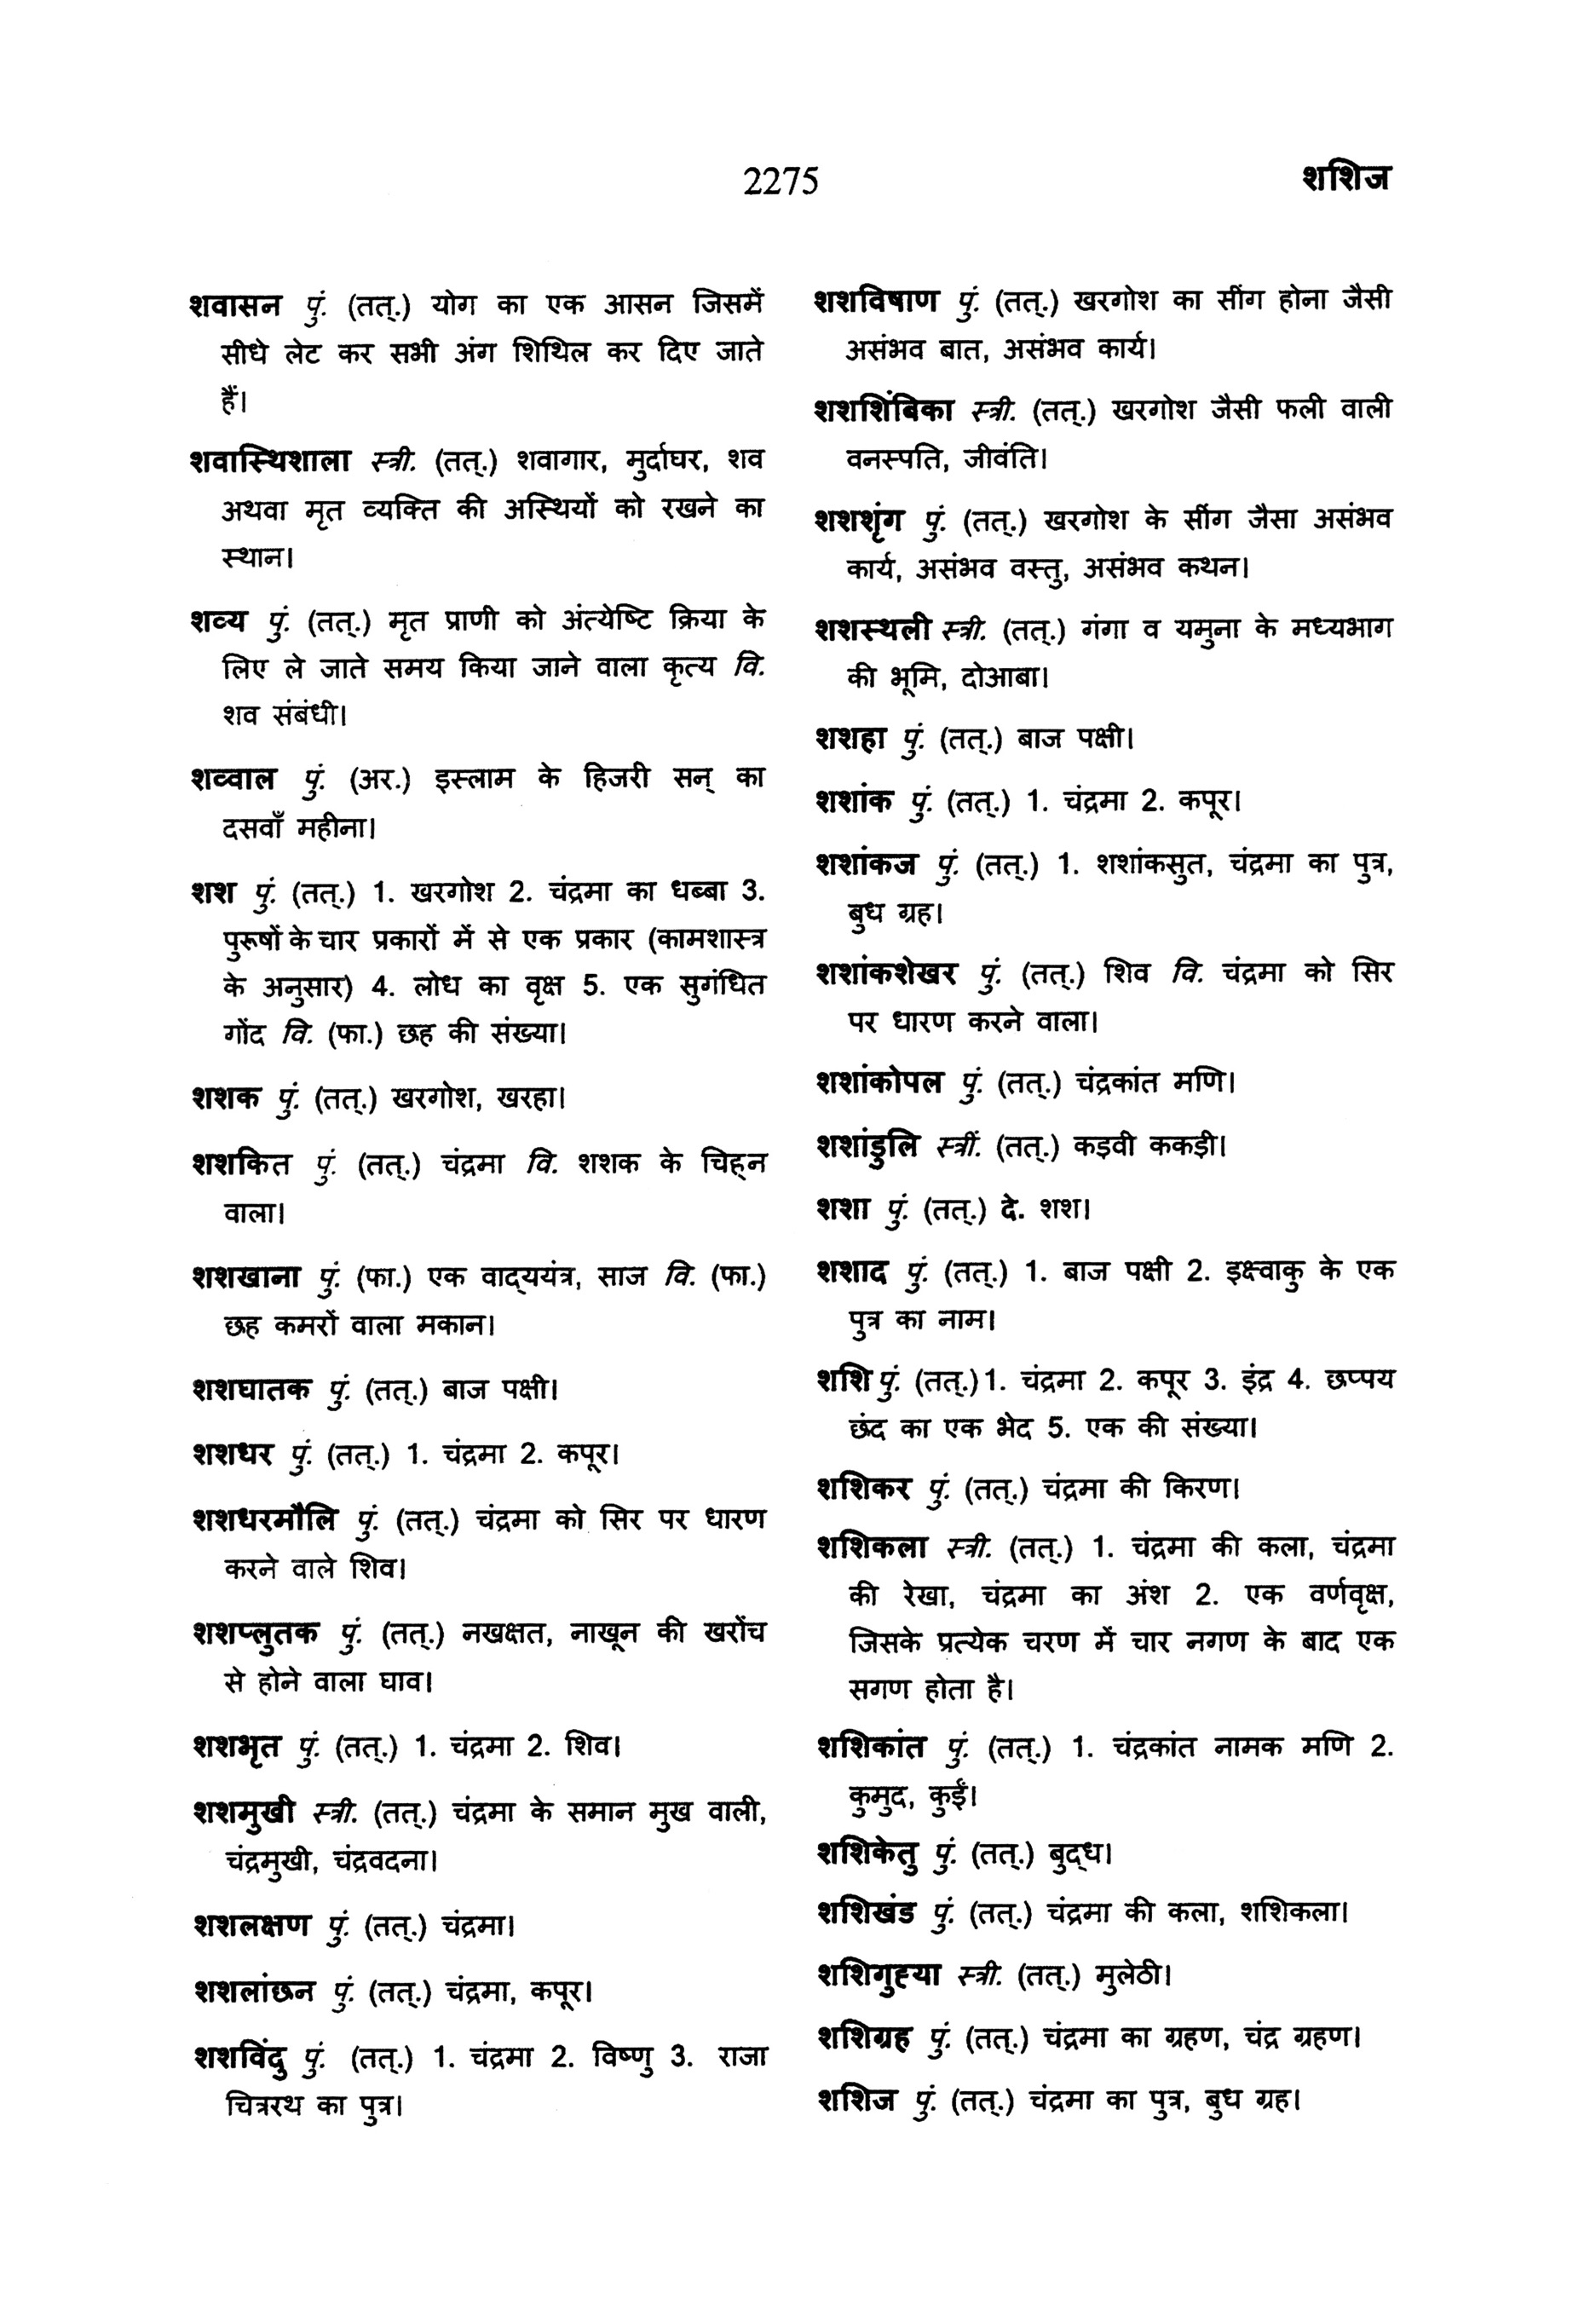 2275
शशिज
शवासन पुं. (तत्.) योग का एक आसन जिसमें
सीधे लेट कर सभी अंग शिथिल कर दिए जाते
हैं।
शवास्थिशाला स्त्री. (तत्.) शवागार, मुर्दाघर, शव
अथवा मृत व्यक्ति की अस्थियों को रखने का
स्थान।
शव्य पुं. (तत्.) मृत प्राणी को अंत्येष्टि क्रिया के
लिए ले जाते समय किया जाने वाला कृत्य वि.
शव संबंधी।
शव्वाल पुं. (अर.) इस्लाम के हिजरी सन् का
दसवाँ महीना।
शश पुं. (तत्.) 1. खरगोश 2. चंद्रमा का धब्बा 3.
पुरूषों के चार प्रकारों में से एक प्रकार (कामशास्त्र
के अनुसार) 4. लोध का वृक्ष 5. एक सुगंधित
गोंद वि. (फा.) छह की संख्या।
शशक पुं. (तत्.) खरगोश, खरहा।
शशकित पुं. (तत्.) चंद्रमा वि. शशक के चिह्न
वाला।
शशखाना पुं. (फा.) एक वाद्ययंत्र, साज वि. (फा.)
छह कमरों वाला मकान।
शशघातक पुं. (तत्.) बाज पक्षी।
शशधर पुं. (तत्.) 1. चंद्रमा 2. कपूर।
शशधरमौलि पुं. (तत्.) चंद्रमा को सिर पर धारण
करने वाले शिव।
शशप्लुतक पुं. (तत्.) नखक्षत, नाखून की खरोंच
से होने वाला घाव।
शशभृत पुं. (तत्.) 1. चंद्रमा 2. शिव।
शशमुखी स्त्री. (तत्.) चंद्रमा के समान मुख वाली,
चंद्रमुखी, चंद्रवदना।
शशलक्षण पुं. (तत्.) चंद्रमा।
शशलांछन पुं. (तत्.) चंद्रमा, कपूर।
शशविंदु पुं. (तत्.) 1. चंद्रमा 2. विष्णु 3. राजा
चित्ररथ का पुत्र।
शशविषाण पुं. (तत्.) खरगोश का सींग होना जैसी
असंभव बात, असंभव कार्य।
शशशिंबिका स्त्री. (तत्.) खरगोश जैसी फली वाली
वनस्पति, जीवंति।
शशशृंग पुं. (तत्.) खरगोश के सींग जैसा असंभव
कार्य, असंभव वस्तु, असंभव कथन।
शशस्थली स्त्री. (तत्.) गंगा व यमुना के मध्यभाग
की भूमि, दोआबा।
शशहा पुं. (तत्.) बाज पक्षी।
शशांक पुं. (तत्.) 1. चंद्रमा 2. कपूर।
शशांकज पुं. (तत्.) 1. शशांकसुत, चंद्रमा का पुत्र,
बुध ग्रह।
शशांकशेखर पुं. (तत्.) शिव वि. चंद्रमा को सिर
पर धारण करने वाला।
शशांकोपल पुं. (तत्.) चंद्रकांत मणि।
शशांडुलि स्त्रीं. (तत्.) कड़वी ककड़ी।
शशा पुं. (तत्.) दे. शश।
शशाद पुं. (तत्.) 1. बाज पक्षी 2. इक्ष्वाकु के एक
पुत्र का नाम।
शशि पुं. (तत्.) 1. चंद्रमा 2. कपूर 3. इंद्र 4. छप्पय
छंद का एक भेद 5. एक की संख्या।
शशिकर पुं. (तत्.) चंद्रमा की किरण।
शशिकला स्त्री. (तत्.) 1. चंद्रमा की कला, चंद्रमा
की रेखा, चंद्रमा का अंश 2. एक वर्णवृक्ष,
जिसके प्रत्येक चरण में चार नगण के बाद एक
सगण होता है।
शशिकांत पुं. (तत्.) 1. चंद्रकांत नामक मणि 2.
कुमुद, कुईं।
शशिकेतु पुं. (तत्.) बुद्ध।
शशिखंड पुं. (तत्.) चंद्रमा की कला, शशिकला।
शशिगुह्या स्त्री. (तत्.) मुलेठी।
शशिग्रह पुं. (तत्.) चंद्रमा का ग्रहण, चंद्र ग्रहण।
शशिज पुं. (तत्.) चंद्रमा का पुत्र, बुध ग्रह।